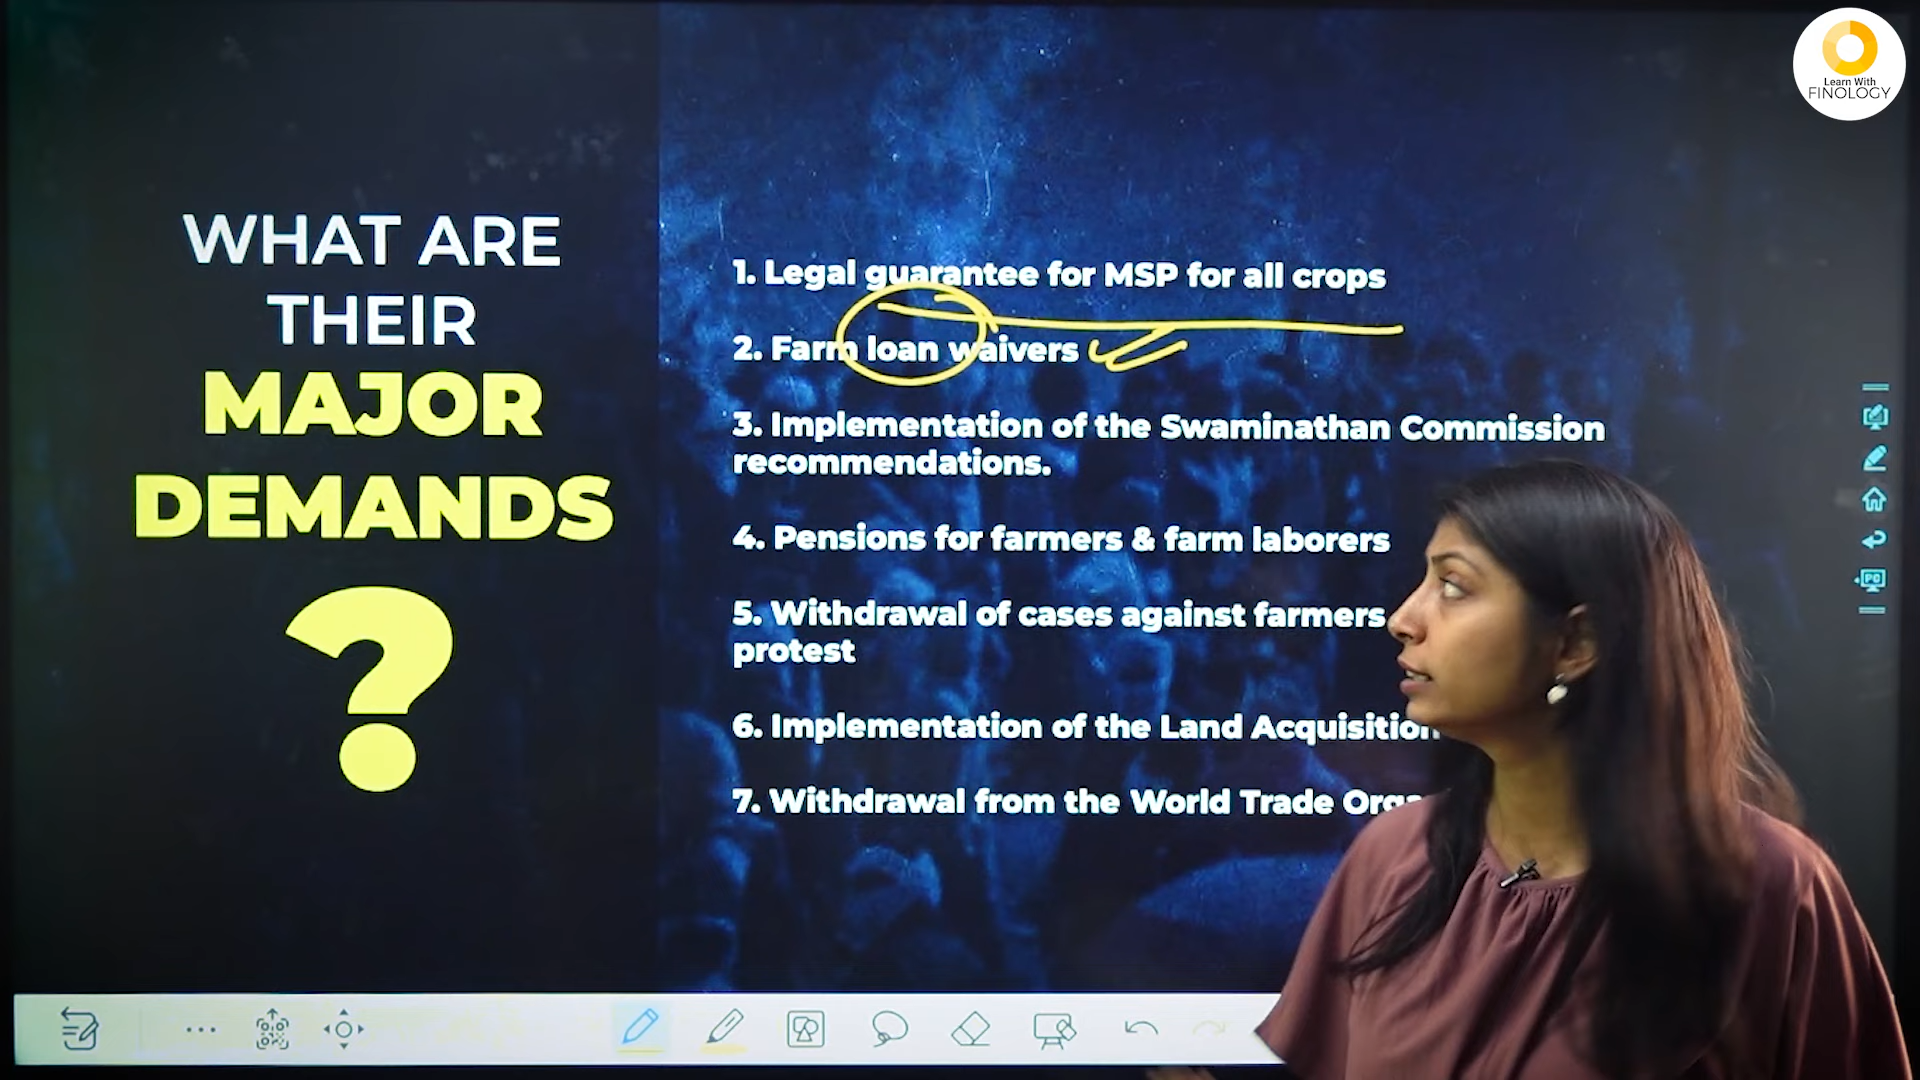 Learn With
FINOLOGY
WHAT ARE
THEIR
MAJOR
DEMANDS
?
1. Legal guarantee for MSP for all crops
2. Farm loan waivers
3. Implementation of the Swaminathan Commission
recommendations.
4. Pensions for farmers & farm laborers
5. Withdrawal of cases against farmers
protest
6. Implementation of the Land Acquisition
7. Withdrawal from the World Trade